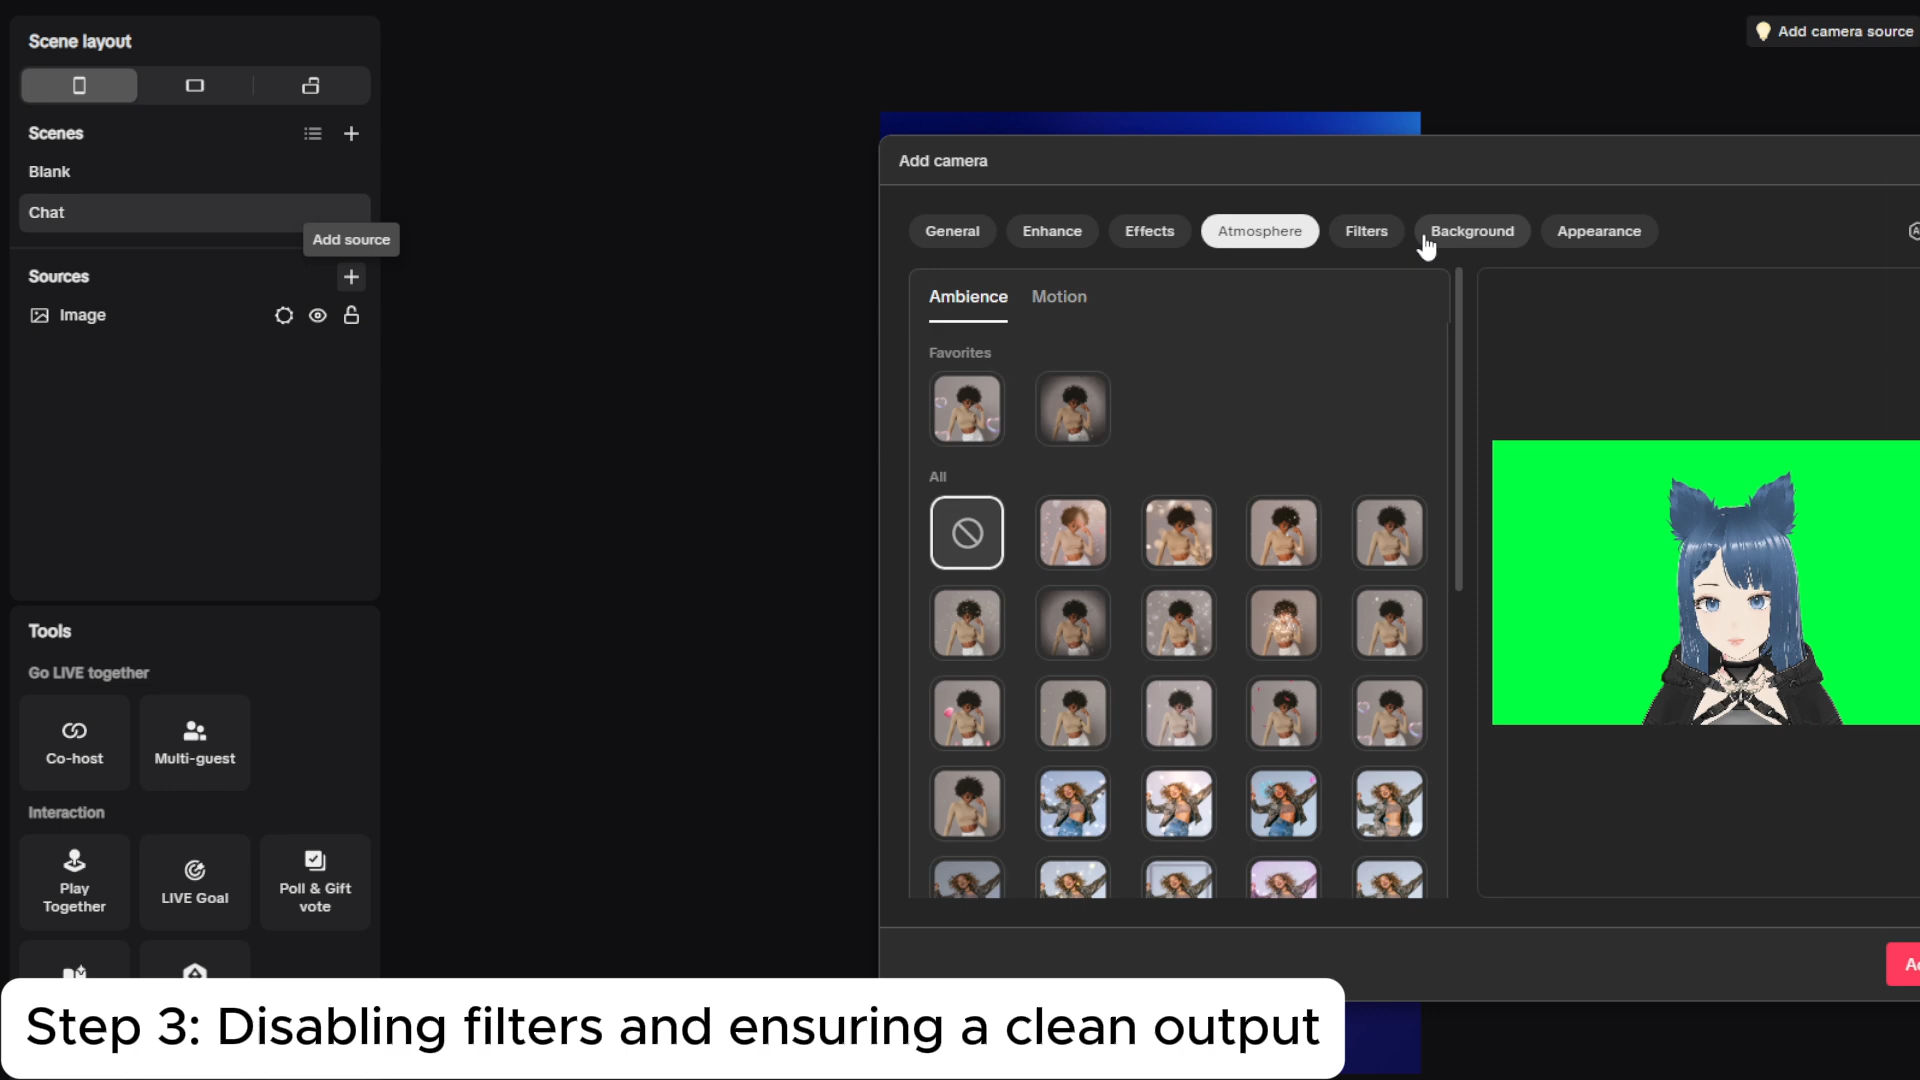 Scene layout
Add camera source
Scenes
Blank
Chat
Add source
Sources
Image
Add camera
General
Enhance
Effects
Atmosphere
Filters
Background
Appearance
Ambience
Motion
Favorites
All
Tools
Go LIVE together
Co-host
Multi-guest
Interaction
Play
Together
LIVE Goal
Poll & Gift
vote
Step 3: Disabling filters and ensuring a clean output